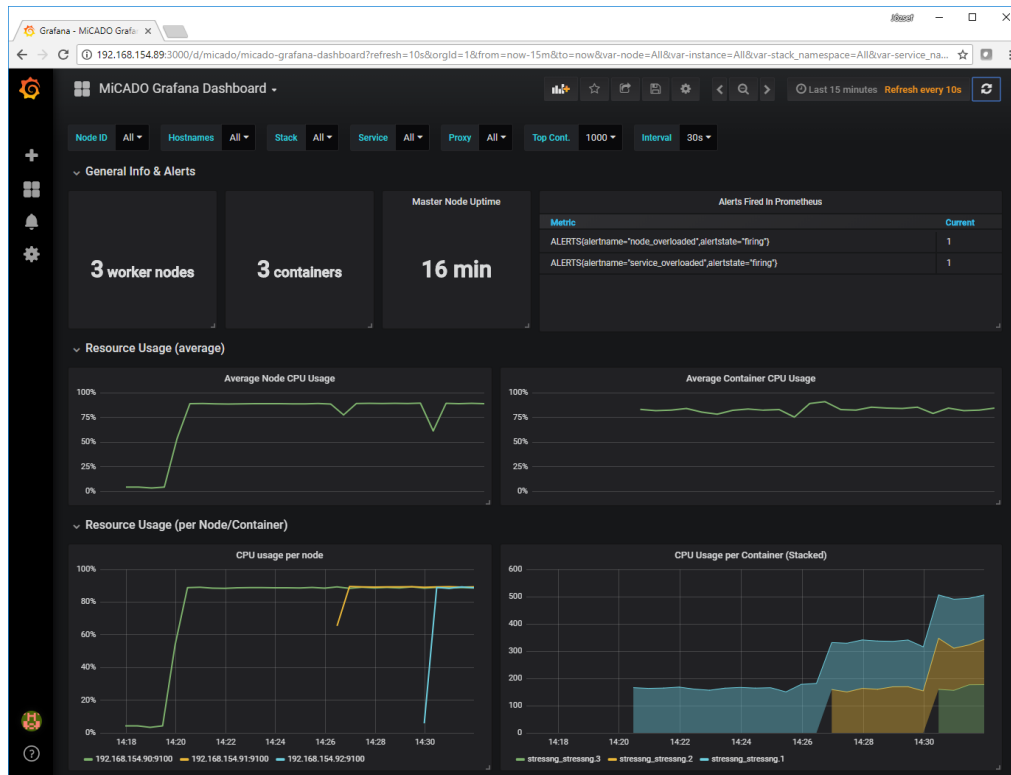 József
Grafana - MiCADO Grafa
192.168.154.89:3000/d/micado/micado-grafana-dashboard?refresh=10s&orgId=1&from=now-15m&to=now&var-node=All&var-instance=All&var-stack_namespace=All&var-service_na...
MiCADO Grafana Dashboard
Last 15 minutes Refresh every 10s
Node ID All Hostnames All Stack All Service All Proxy All Top Cont. 1000 Interval 30s
General Info & Alerts
3 worker nodes
3 containers
Master Node Uptime
16 min
Alerts Fired In Prometheus
Metric Current
ALERTS{alertname="node_overloaded",alertstate="firing"} 1
ALERTS{alertname="service_overloaded",alertstate="firing"} 1
Resource Usage (average)
Average Node CPU Usage
100%
75%
50%
25%
0%
Average Container CPU Usage
100%
75%
50%
25%
0%
Resource Usage (per Node/Container)
CPU usage per node
100%
80%
60%
40%
20%
0%
14:18 14:20 14:22 14:24 14:26 14:28 14:30
192.168.154.90:9100 192.168.154.91:9100 192.168.154.92:9100
CPU Usage per Container (Stacked)
600
500
400
300
200
100
0
14:18 14:20 14:22 14:24 14:26 14:28 14:30
stressng_stressng.3 stressng_stressng.2 stressng_stressng.1